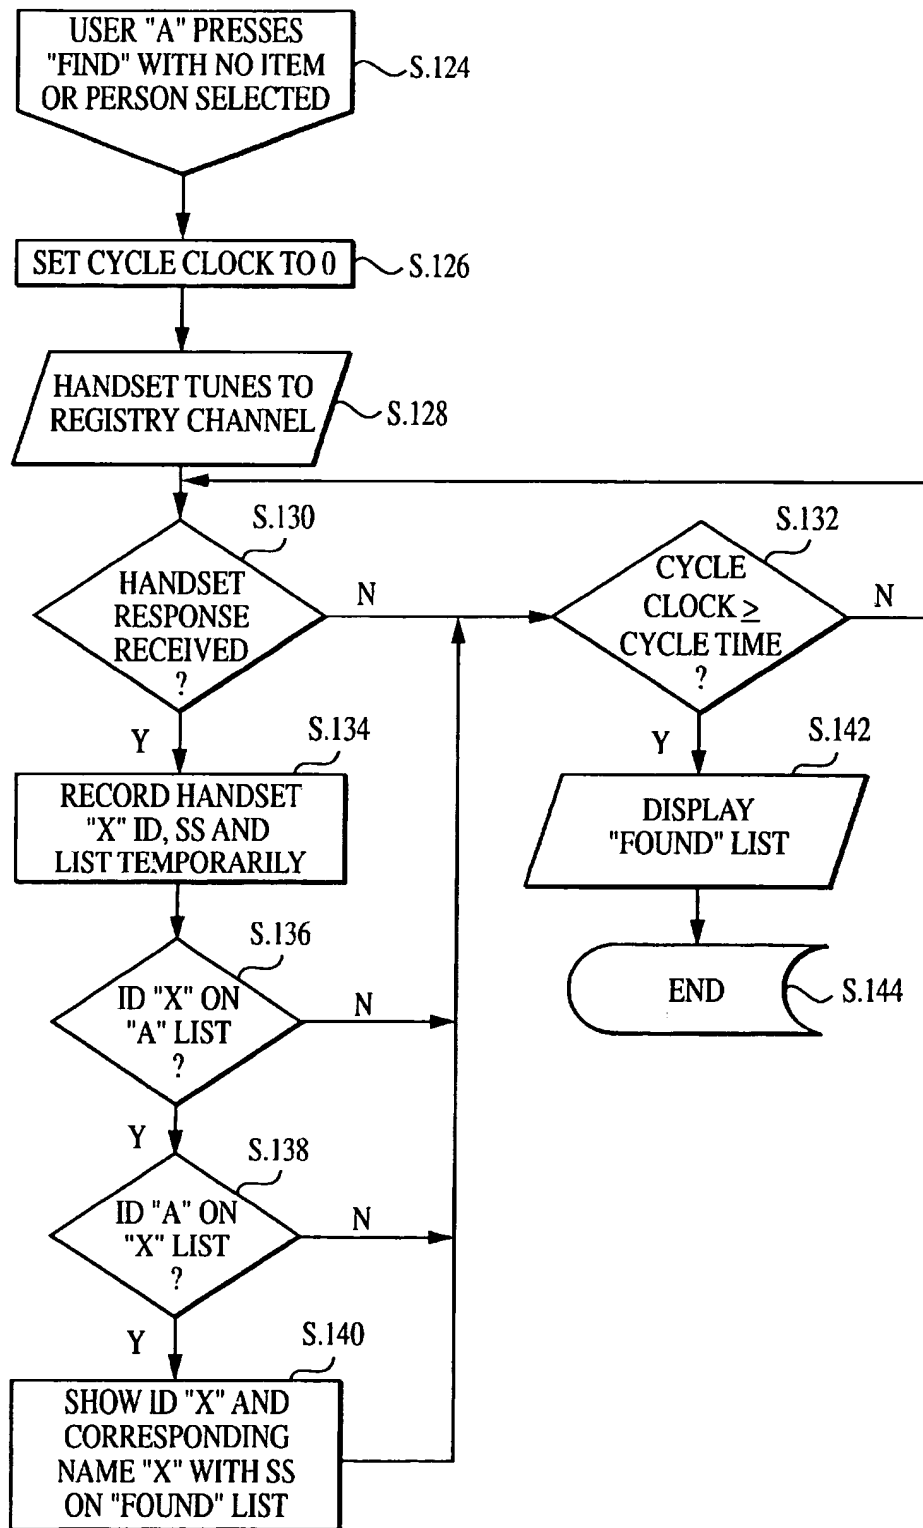 USER "A" PRESSES
"FIND" WITH NO ITEM
OR PERSON SELECTED
S.124
SET CYCLE CLOCK TO 0
S.126
HANDSET TUNES TO
REGISTRY CHANNEL
S.128
S.130
HANDSET
RESPONSE
RECEIVED
?
N
Y
S.132
CYCLE
CLOCK ≥
CYCLE TIME
?
N
Y
S.134
RECORD HANDSET
"X" ID, SS AND
LIST TEMPORARILY
S.142
DISPLAY
"FOUND" LIST
S.136
ID "X" ON
"A" LIST
?
N
Y
END
S.144
S.138
ID "A" ON
"X" LIST
?
N
Y
S.140
SHOW ID "X" AND
CORRESPONDING
NAME "X" WITH SS
ON "FOUND" LIST